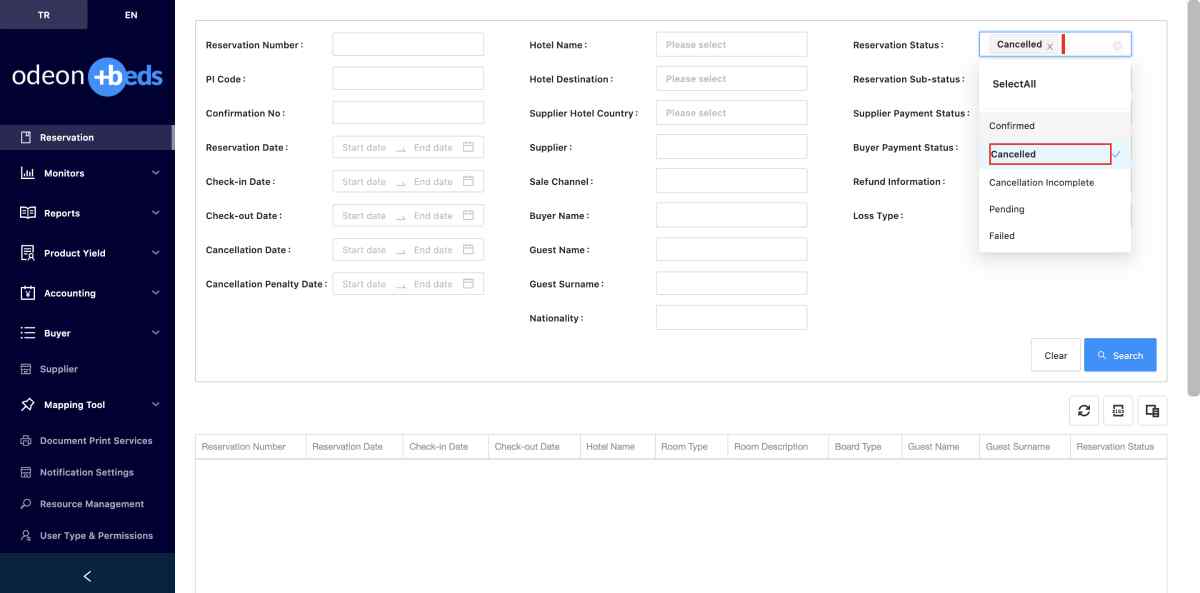 TR
EN
odeon +beds
Reservation
Monitors
Reports
Product Yield
Accounting
Buyer
Supplier
Mapping Tool
Document Print Services
Notification Settings
Resource Management
User Type & Permissions
Reservation Number :
PI Code :
Confirmation No :
Reservation Date : Start date End date
Check-in Date : Start date End date
Check-out Date : Start date End date
Cancellation Date : Start date End date
Cancellation Penalty Date : Start date End date
Hotel Name : Please select
Hotel Destination : Please select
Supplier Hotel Country : Please select
Supplier :
Sale Channel :
Buyer Name :
Guest Name :
Guest Surname :
Nationality :
Reservation Status : Cancelled
Reservation Sub-status :
Supplier Payment Status :
Buyer Payment Status :
Refund Information :
Loss Type :
SelectAll
Confirmed
Cancelled
Cancellation Incomplete
Pending
Failed
Clear
Search
Reservation Number Reservation Date Check-in Date Check-out Date Hotel Name Room Type Room Description Board Type Guest Name Guest Surname Reservation Status